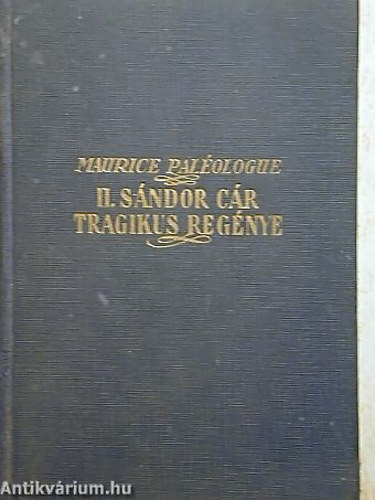 MAURICE PALÉOLOGUE
II. SÁNDOR CÁR
TRAGIKUS REGÉNYE
Antikvárium.hu